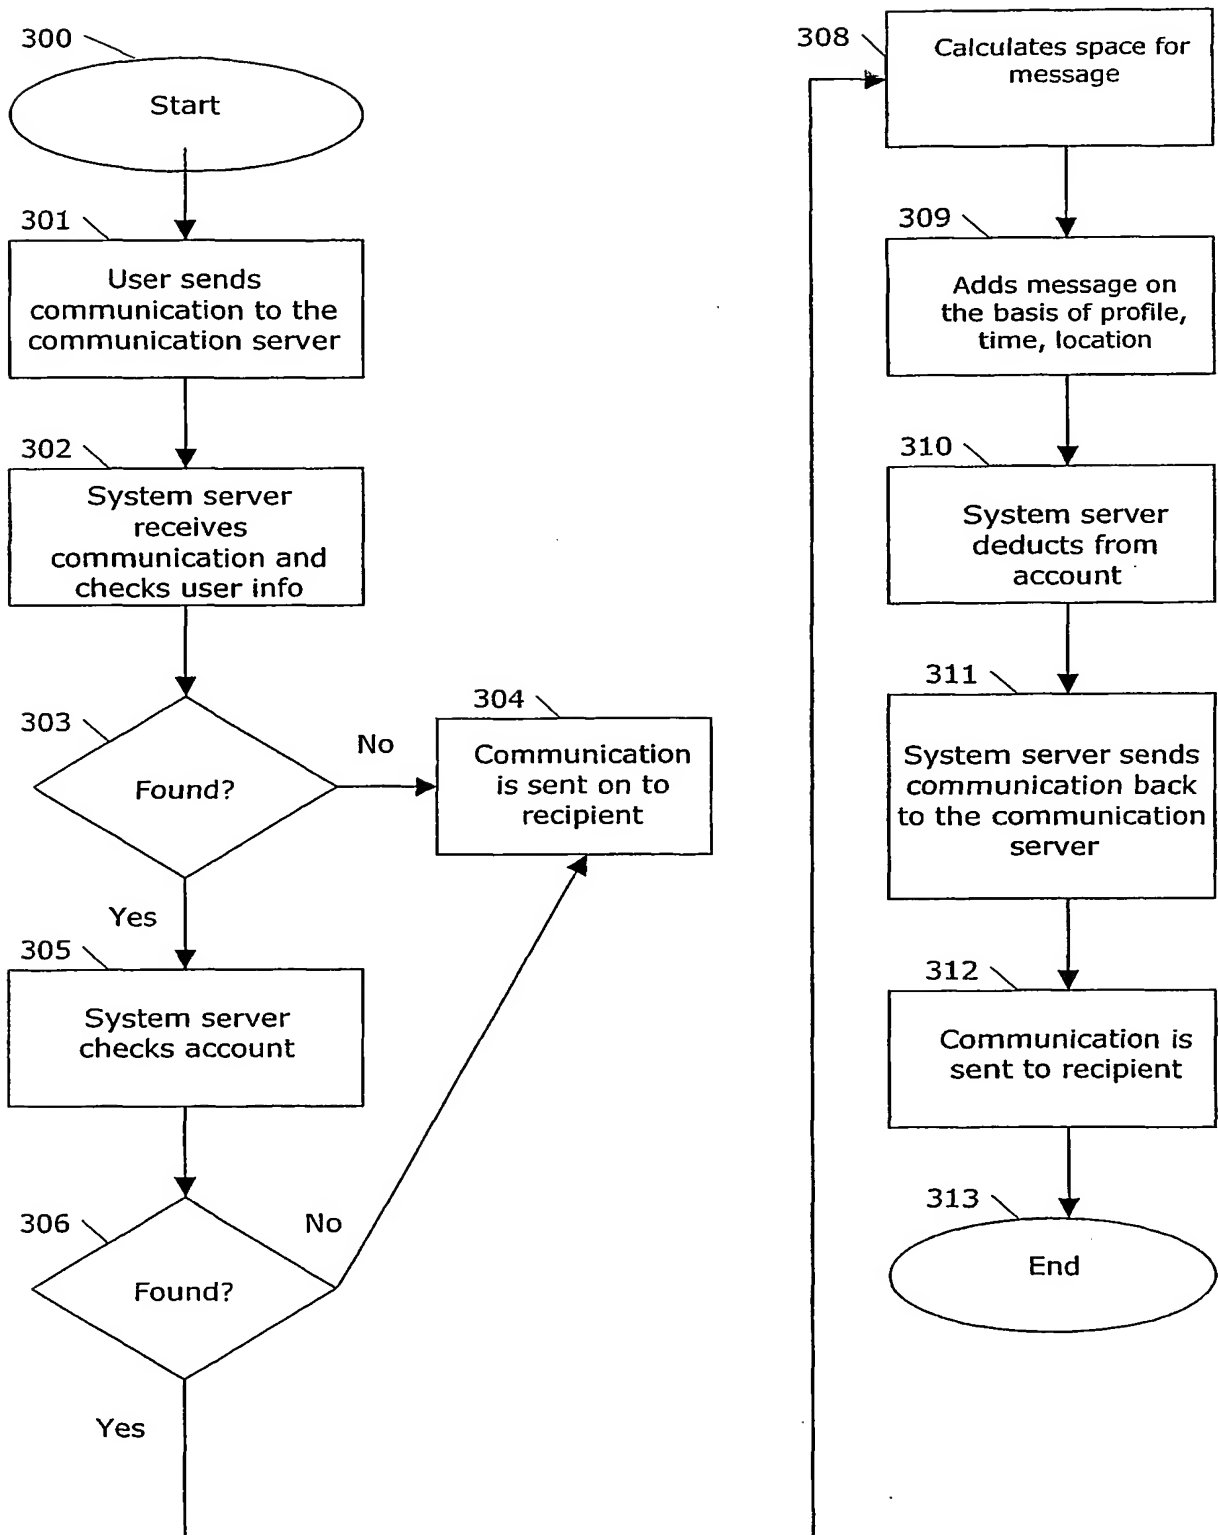 300
Start
301
User sends
communication to the
communication server
302
System server
receives
communication and
checks user info
303
Found?
No
304
Communication
is sent on to
recipient
Yes
305
System server
checks account
306
Found?
No
Yes
308
Calculates space for
message
309
Adds message on
the basis of profile,
time, location
310
System server
deducts from
account
311
System server sends
communication back
to the communication
server
312
Communication is
sent to recipient
313
End